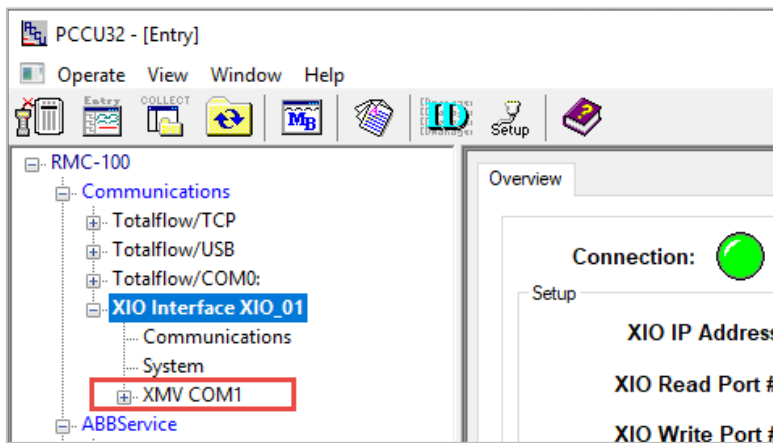 PCCU32 - [Entry]
Operate View Window Help
Entry COLLECT MB ID Setup ?
RMC-100
Communications
Totalflow/TCP
Totalflow/USB
Totalflow/COM0:
XIO Interface XIO_01
Communications
System
XMV COM1
ABBService
Overview
Connection:
Setup
XIO IP Address
XIO Read Port #
XIO Write Port #